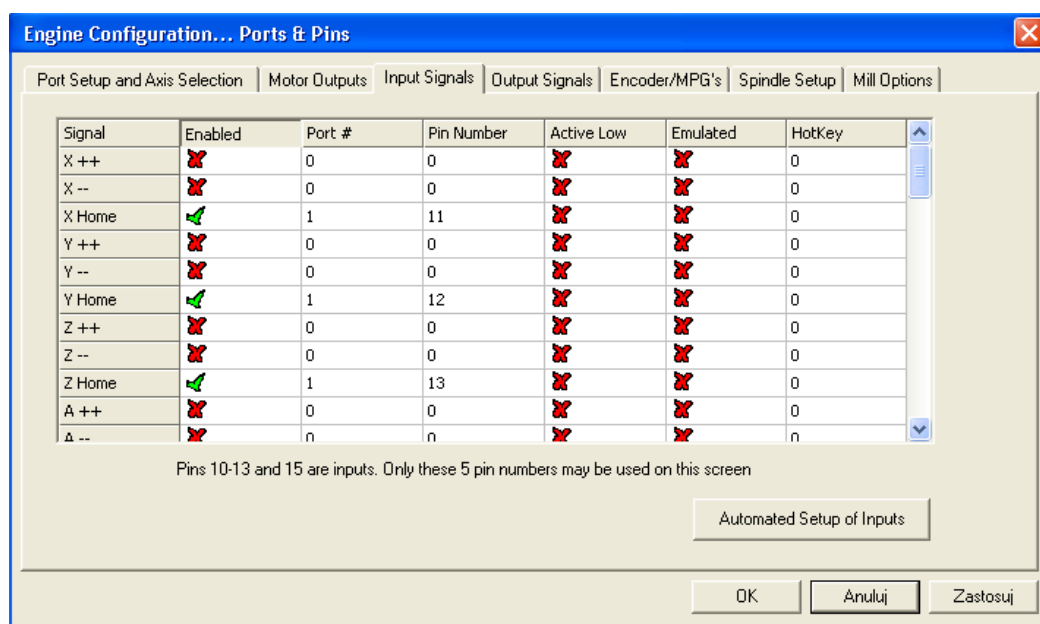 Engine Configuration... Ports & Pins
Port Setup and Axis Selection Motor Outputs Input Signals Output Signals Encoder/MPG's Spindle Setup Mill Options
Signal Enabled Port # Pin Number Active Low Emulated HotKey
X ++ 0 0 0
X -- 0 0 0
X Home 1 11 0
Y ++ 0 0 0
Y -- 0 0 0
Y Home 1 12 0
Z ++ 0 0 0
Z -- 0 0 0
Z Home 1 13 0
A ++ 0 0 0
A -- 0 0 0
Pins 10-13 and 15 are inputs. Only these 5 pin numbers may be used on this screen
Automated Setup of Inputs
OK Anuluj Zastosuj